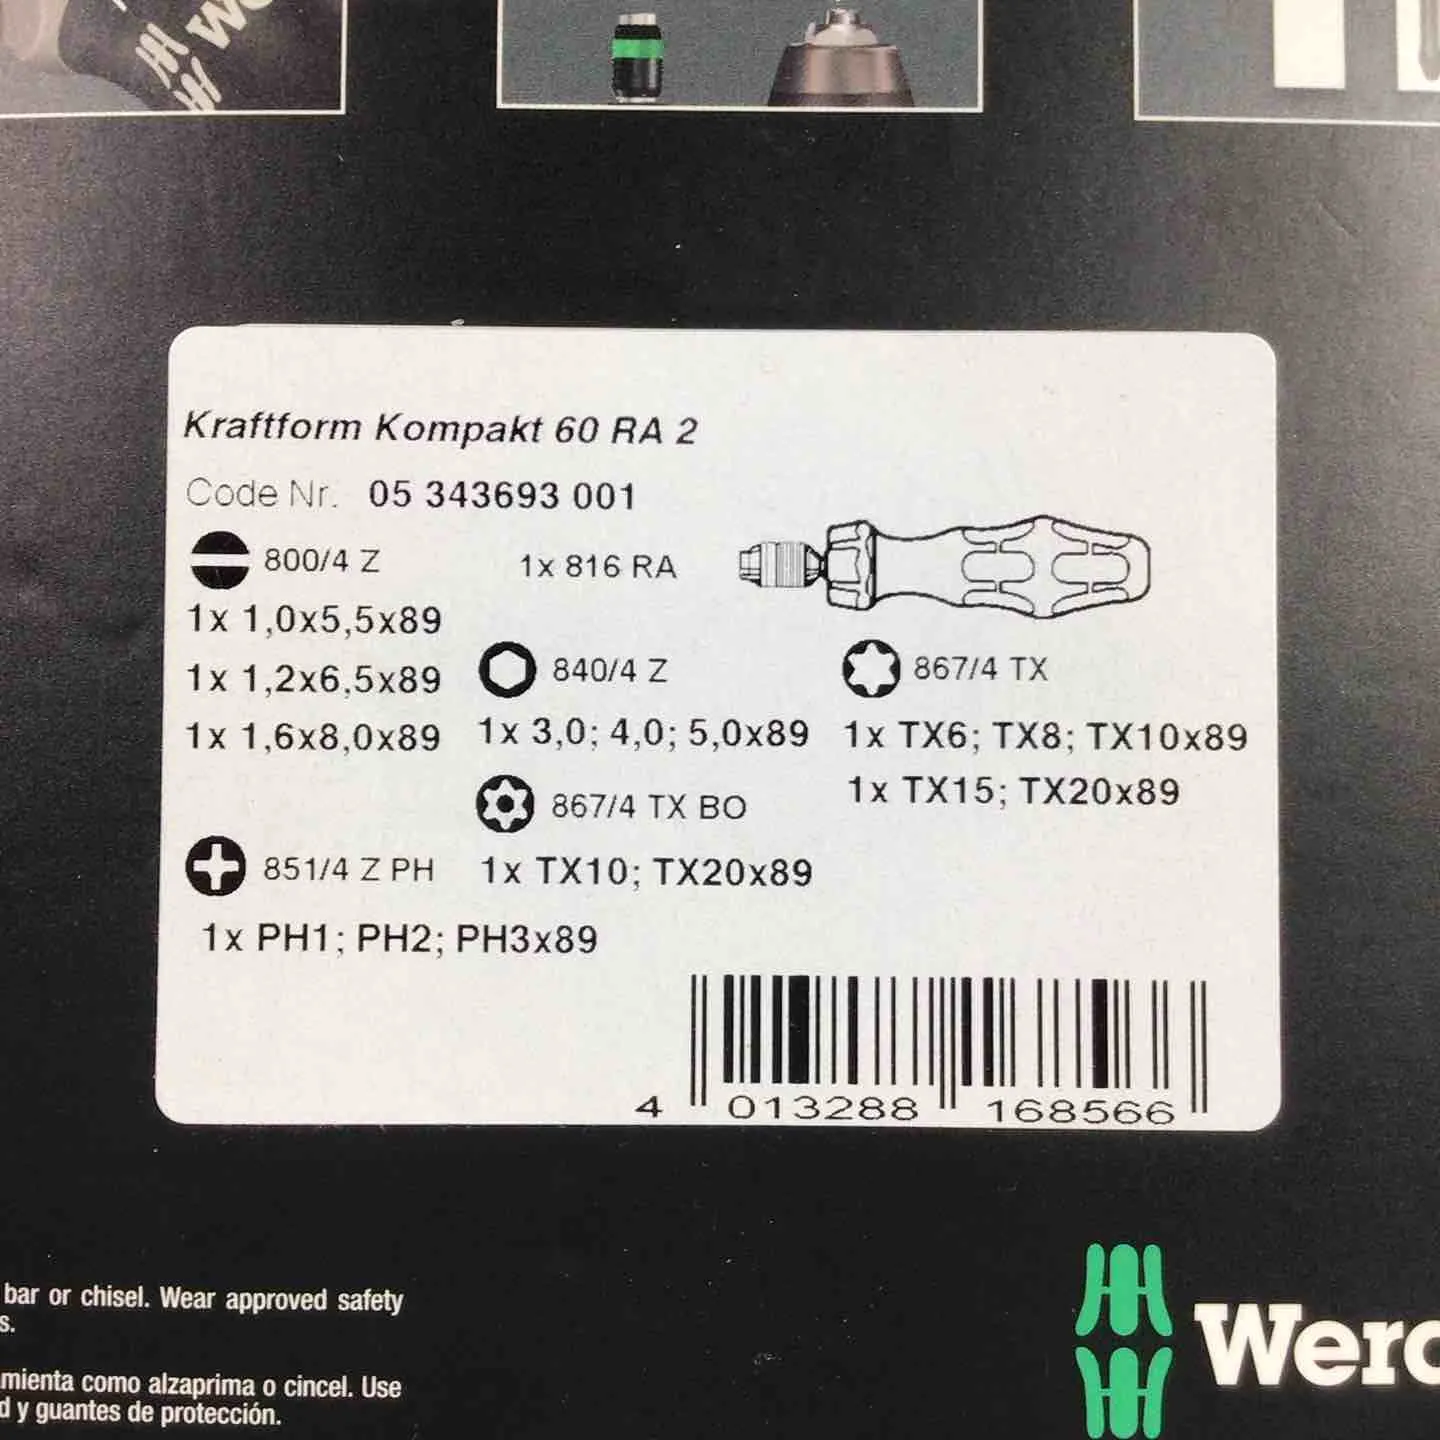 Kraftform Kompakt 60 RA 2
Code Nr. 05 343693 001
800/4 Z
1x 816 RA
1x 1,0x5,5x89
1x 1,2x6,5x89
1x 1,6x8,0x89
840/4 Z
1x 3,0; 4,0; 5,0x89
867/4 TX
1x TX6; TX8; TX10x89
1x TX15; TX20x89
867/4 TX BO
1x TX10; TX20x89
851/4 Z PH
1x PH1; PH2; PH3x89
4 013288 168566
bar or chisel. Wear approved safety
s.
mienta como alzaprima o cincel. Use
d y guantes de protección.
Wera